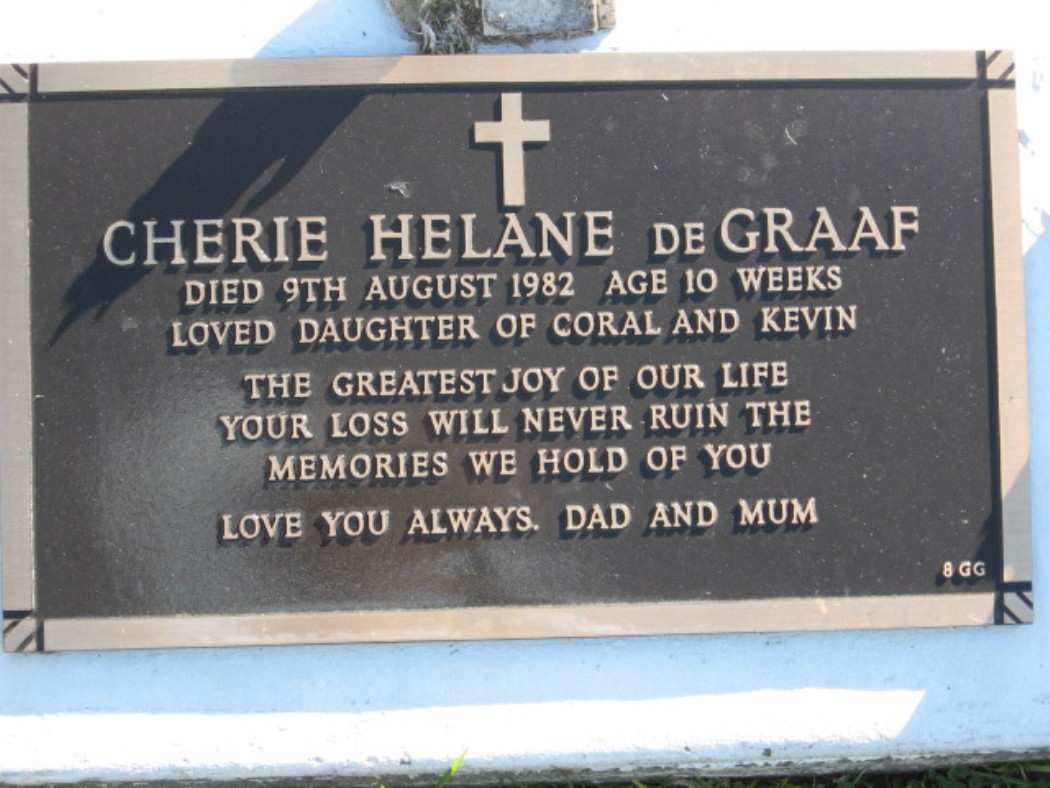 CHERIE HELANE DE GRAAF
DIED 9TH AUGUST 1982 AGE 10 WEEKS
LOVED DAUGHTER OF CORAL AND KEVIN
THE GREATEST JOY OF OUR LIFE
YOUR LOSS WILL NEVER RUIN THE
MEMORIES WE HOLD OF YOU
LOVE YOU ALWAYS. DAD AND MUM
8 GG